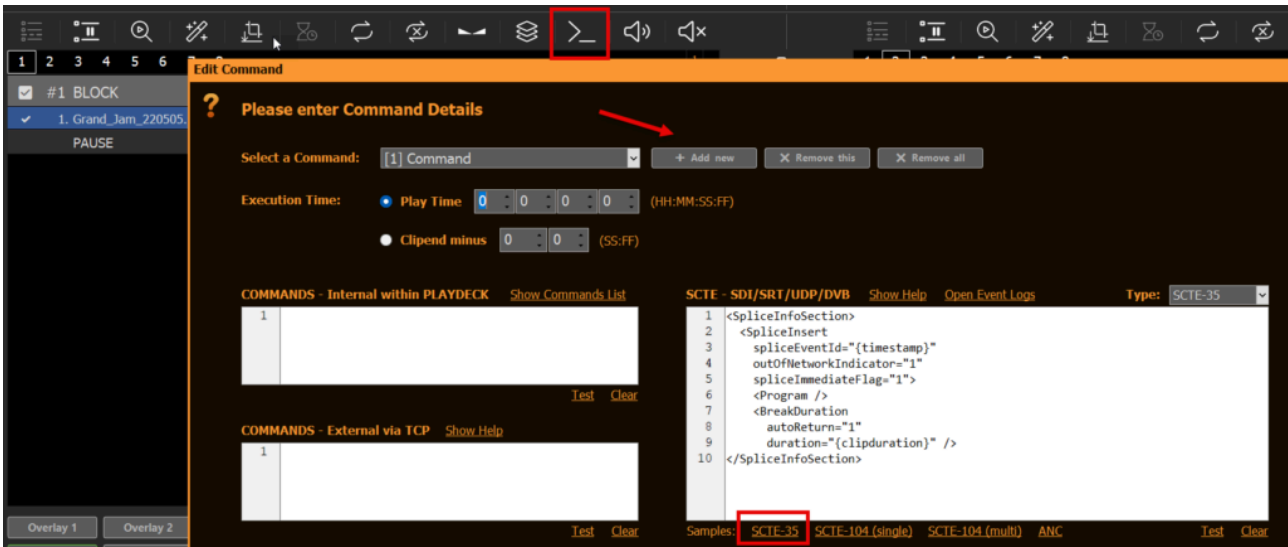 1 2 3 4 5 6
Edit Command
#1 BLOCK
1. Grand_Jam_220505.
PAUSE
Please enter Command Details
Select a Command: [1] Command + Add new X Remove this X Remove all
Execution Time: Play Time 0 : 0 : 0 : 0 : (HH:MM:SS:FF)
Clipend minus 0 : 0 : (SS:FF)
COMMANDS - Internal within PLAYDECK Show Commands List
1
Test Clear
COMMANDS - External via TCP Show Help
1
Test Clear
SCTE - SDI/SRT/UDP/DVB Show Help Open Event Logs Type: SCTE-35
1 <SpliceInfoSection>
2 <SpliceInsert
3 spliceEventId="{timestamp}"
4 outOfNetworkIndicator="1"
5 spliceImmediateFlag="1">
6 <Program />
7 <BreakDuration
8 autoReturn="1"
9 duration="{clipduration}" />
10 </SpliceInfoSection>
Samples: SCTE-35 SCTE-104 (single) SCTE-104 (multi) ANC Test Clear
Overlay 1 Overlay 2